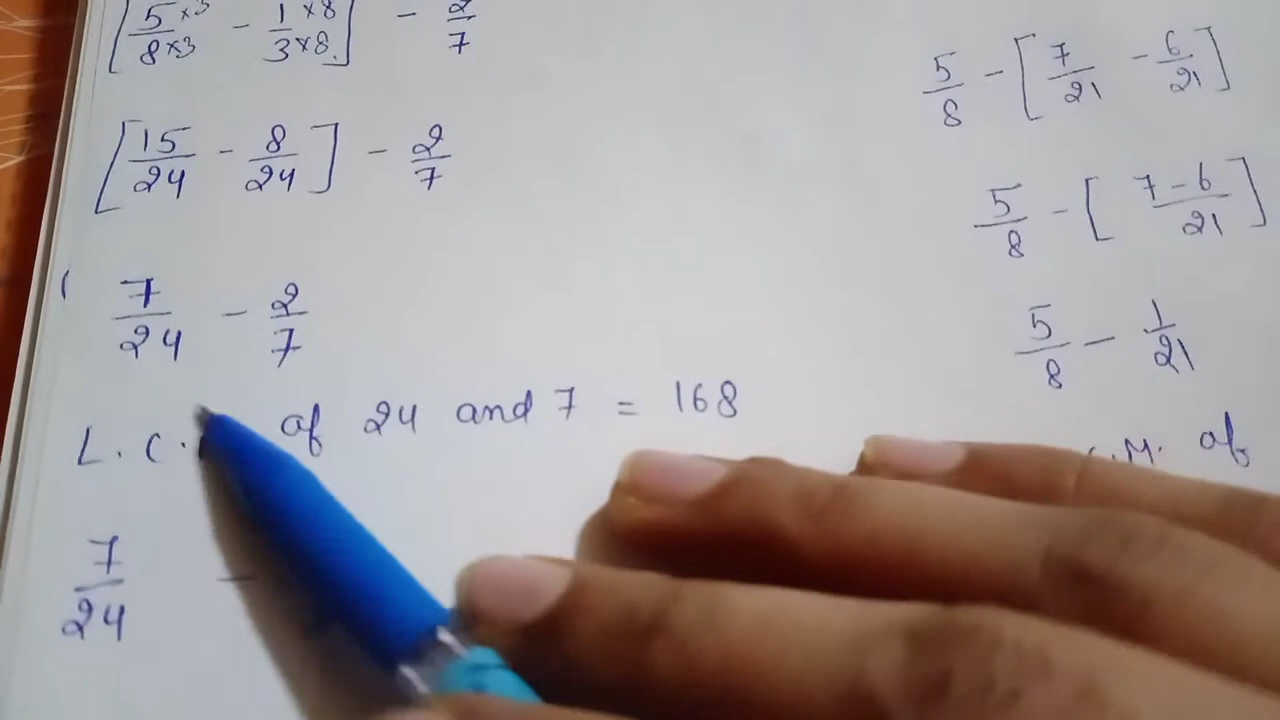 [5×3/8×3 - 1×8/3×8] - 2/7
[15/24 - 8/24] - 2/7
7/24 - 2/7
L.C. of 24 and 7 = 168
7/24 -
5/8 - [7/21 - 6/21]
5/8 - [7-6/21]
5/8 - 1/21
.M. of